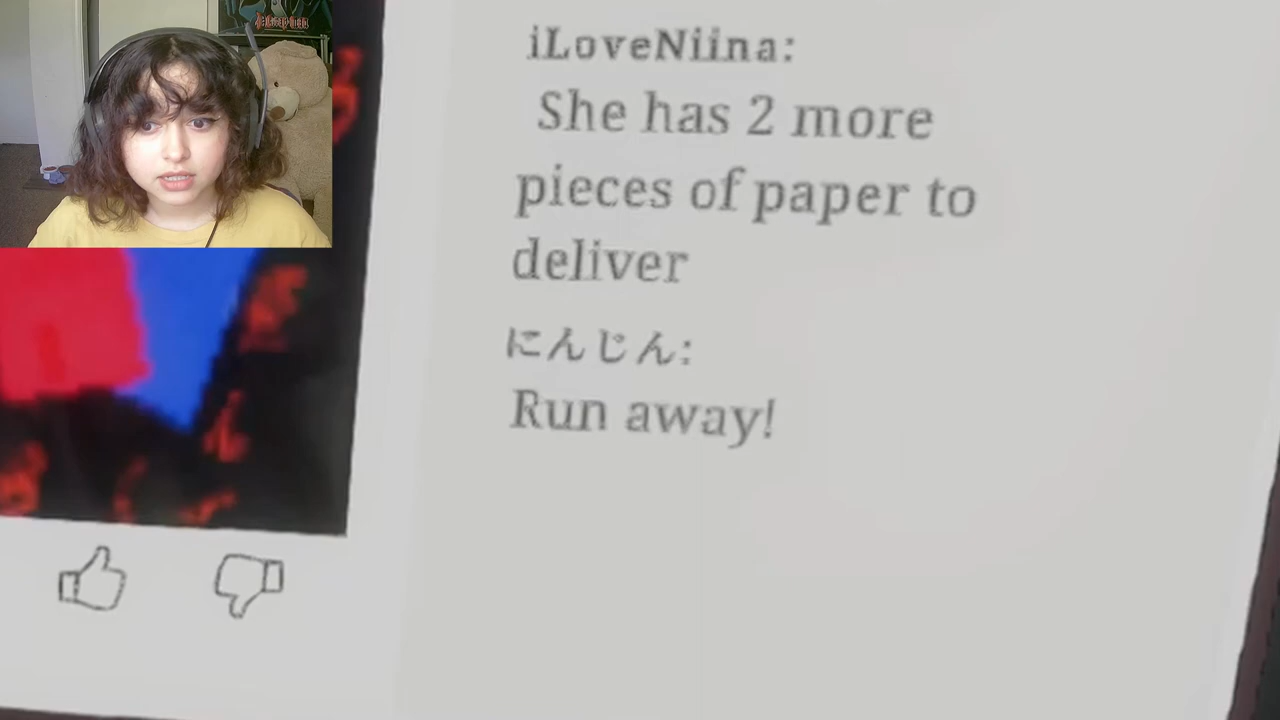 iLoveNiina:
She has 2 more
pieces of paper to
deliver
にんじん:
Run away!